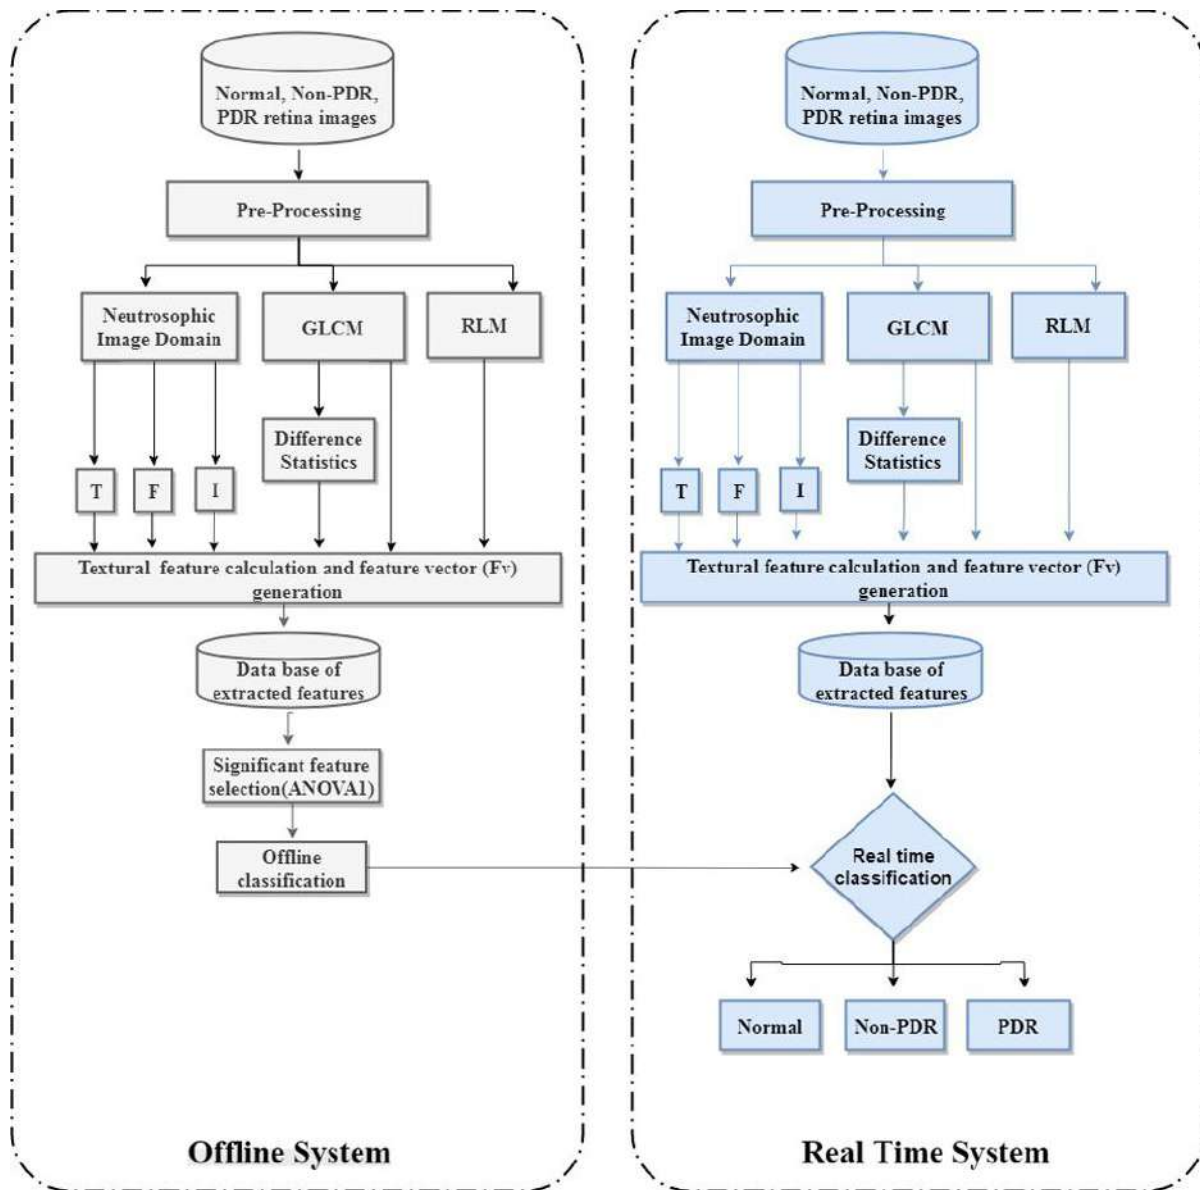 Normal, Non-PDR,
PDR retina images
Pre-Processing
Neutrosophic
Image Domain
GLCM
RLM
Difference
Statistics
T
F
I
Textural feature calculation and feature vector (Fv)
generation
Data base of
extracted features
Significant feature
selection(ANOVA1)
Offline
classification
Offline System
Normal, Non-PDR,
PDR retina images
Pre-Processing
Neutrosophic
Image Domain
GLCM
RLM
Difference
Statistics
T
F
I
Textural feature calculation and feature vector (Fv)
generation
Data base of
extracted features
Real time
classification
Normal
Non-PDR
PDR
Real Time System